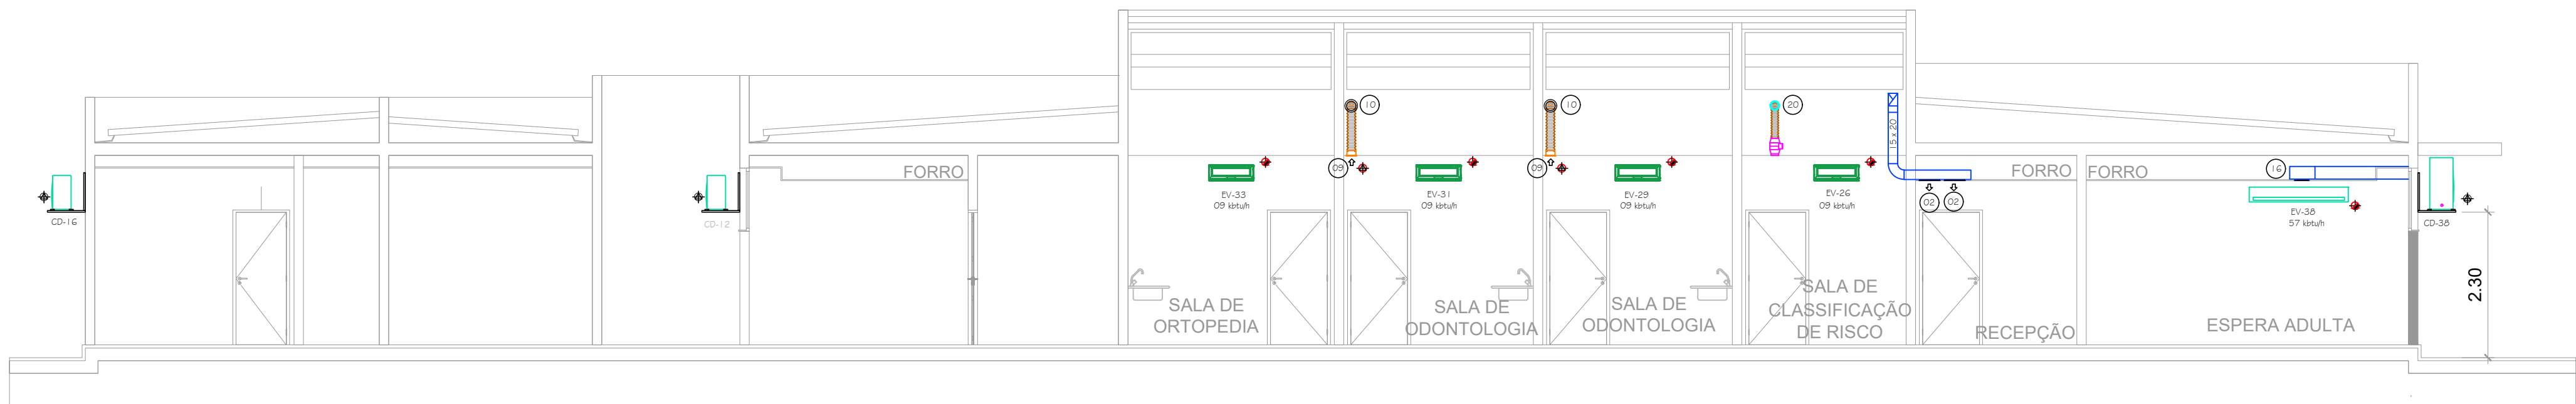 10
10
20
15 x 20
09
09
FORRO
FORRO
FORRO
16
EV-33
09 kbtu/h
EV-31
09 kbtu/h
EV-29
09 kbtu/h
EV-26
09 kbtu/h
02
02
EV-38
57 kbtu/h
CD-16
CD-12
CD-38
2.30
SALA DE
ORTOPEDIA
SALA DE
ODONTOLOGIA
SALA DE
ODONTOLOGIA
SALA DE
CLASSIFICAÇÃO
DE RISCO
RECEPÇÃO
ESPERA ADULTA